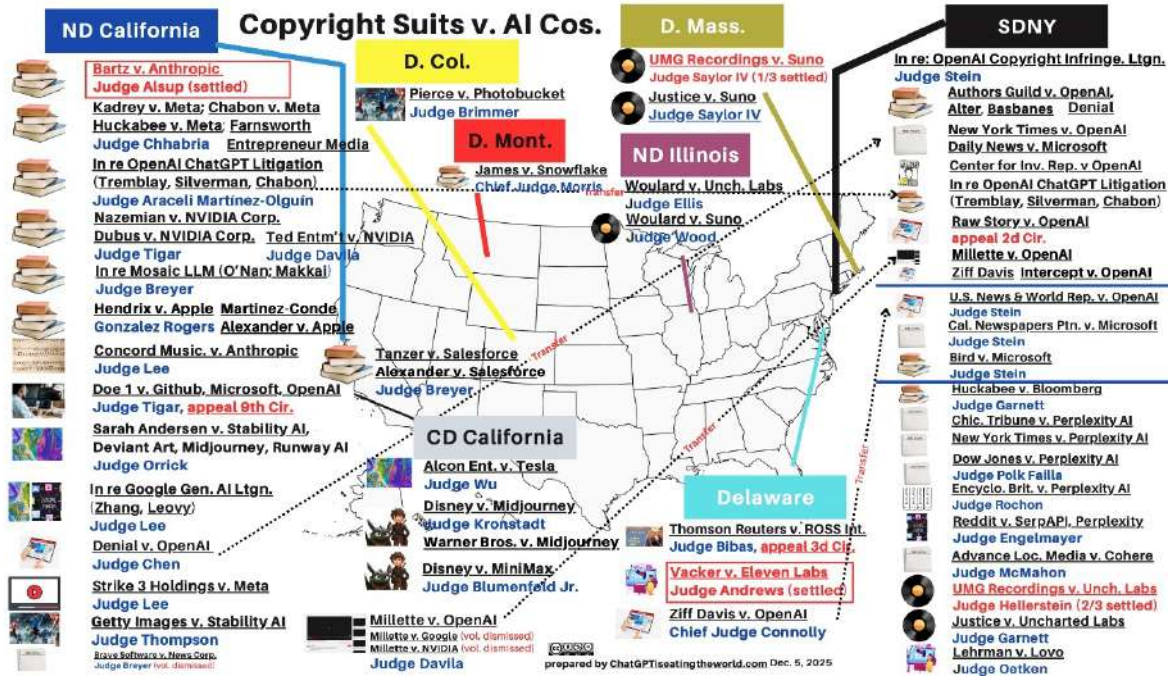 Copyright Suits v. AI Cos.
ND California
Bartz v. Anthropic
Judge Alsup (settled)
Kadrey v. Meta; Chabon v. Meta
Huckabee v. Meta; Farnsworth
Judge Chhabria Entrepreneur Media
In re OpenAI ChatGPT Litigation
(Tremblay, Silverman, Chabon)
Judge Araceli Martínez-Olguín
Nazemian v. NVIDIA Corp.
Dubus v. NVIDIA Corp. Ted Entm't v. NVIDIA
Judge Tigar Judge Davila
In re Mosaic LLM (O'Nan; Makkai)
Judge Breyer
Hendrix v. Apple Martinez-Conde
Gonzalez Rogers Alexander v. Apple
Concord Music. v. Anthropic
Judge Lee
Doe 1 v. Github, Microsoft, OpenAI
Judge Tigar, appeal 9th Cir.
Sarah Andersen v. Stability AI,
Deviant Art, Midjourney, Runway AI
Judge Orrick
In re Google Gen. AI Ltgn.
(Zhang, Leovy)
Judge Lee
Denial v. OpenAI
Judge Chen
Strike 3 Holdings v. Meta
Judge Lee
Getty Images v. Stability AI
Judge Thompson
Brave Software v. News Corp.
Judge Breyer (vol. dismissed)
D. Col.
Pierce v. Photobucket
Judge Brimmer
D. Mont.
James v. Snowflake
Chief Judge Morris
Transfer
D. Mass.
UMG Recordings v. Suno
Judge Saylor IV (1/3 settled)
Justice v. Suno
Judge Saylor IV
ND Illinois
Woulard v. Unch. Labs
Judge Ellis
Woulard v. Suno
Judge Wood
Tanzer v. Salesforce
Alexander v. Salesforce
Judge Breyer
Transfer
CD California
Alcon Ent. v. Tesla
Judge Wu
Disney v. Midjourney
Judge Kronstadt
Warner Bros. v. Midjourney
Disney v. MiniMax
Judge Blumenfeld Jr.
Transfer
Millette v. OpenAI
Millette v. Google (vol. dismissed)
Millette v. NVIDIA (vol. dismissed)
Judge Davila
Delaware
Thomson Reuters v. ROSS Int.
Judge Bibas, appeal 3d Cir.
Vacker v. Eleven Labs
Judge Andrews (settled)
Ziff Davis v. OpenAI
Chief Judge Connolly
Transfer
prepared by ChatGPTiseatingtheworld.com Dec. 5, 2025
SDNY
In re: OpenAI Copyright Infringe. Ltgn.
Judge Stein
Authors Guild v. OpenAI,
Alter, Basbanes Denial
New York Times v. OpenAI
Daily News v. Microsoft
Center for Inv. Rep. v OpenAI
In re OpenAI ChatGPT Litigation
(Tremblay, Silverman, Chabon)
Raw Story v. OpenAI
appeal 2d Cir.
Millette v. OpenAI
Ziff Davis Intercept v. OpenAI
U.S. News & World Rep. v. OpenAI
Judge Stein
Cal. Newspapers Ptn. v. Microsoft
Judge Stein
Bird v. Microsoft
Judge Stein
Huckabee v. Bloomberg
Judge Garnett
Chic. Tribune v. Perplexity AI
New York Times v. Perplexity AI
Dow Jones v. Perplexity AI
Judge Polk Failla
Encyclo. Brit. v. Perplexity AI
Judge Rochon
Reddit v. SerpAPI, Perplexity
Judge Engelmayer
Advance Loc. Media v. Cohere
Judge McMahon
UMG Recordings v. Unch. Labs
Judge Hellerstein (2/3 settled)
Justice v. Uncharted Labs
Judge Garnett
Lehrman v. Lovo
Judge Oetken